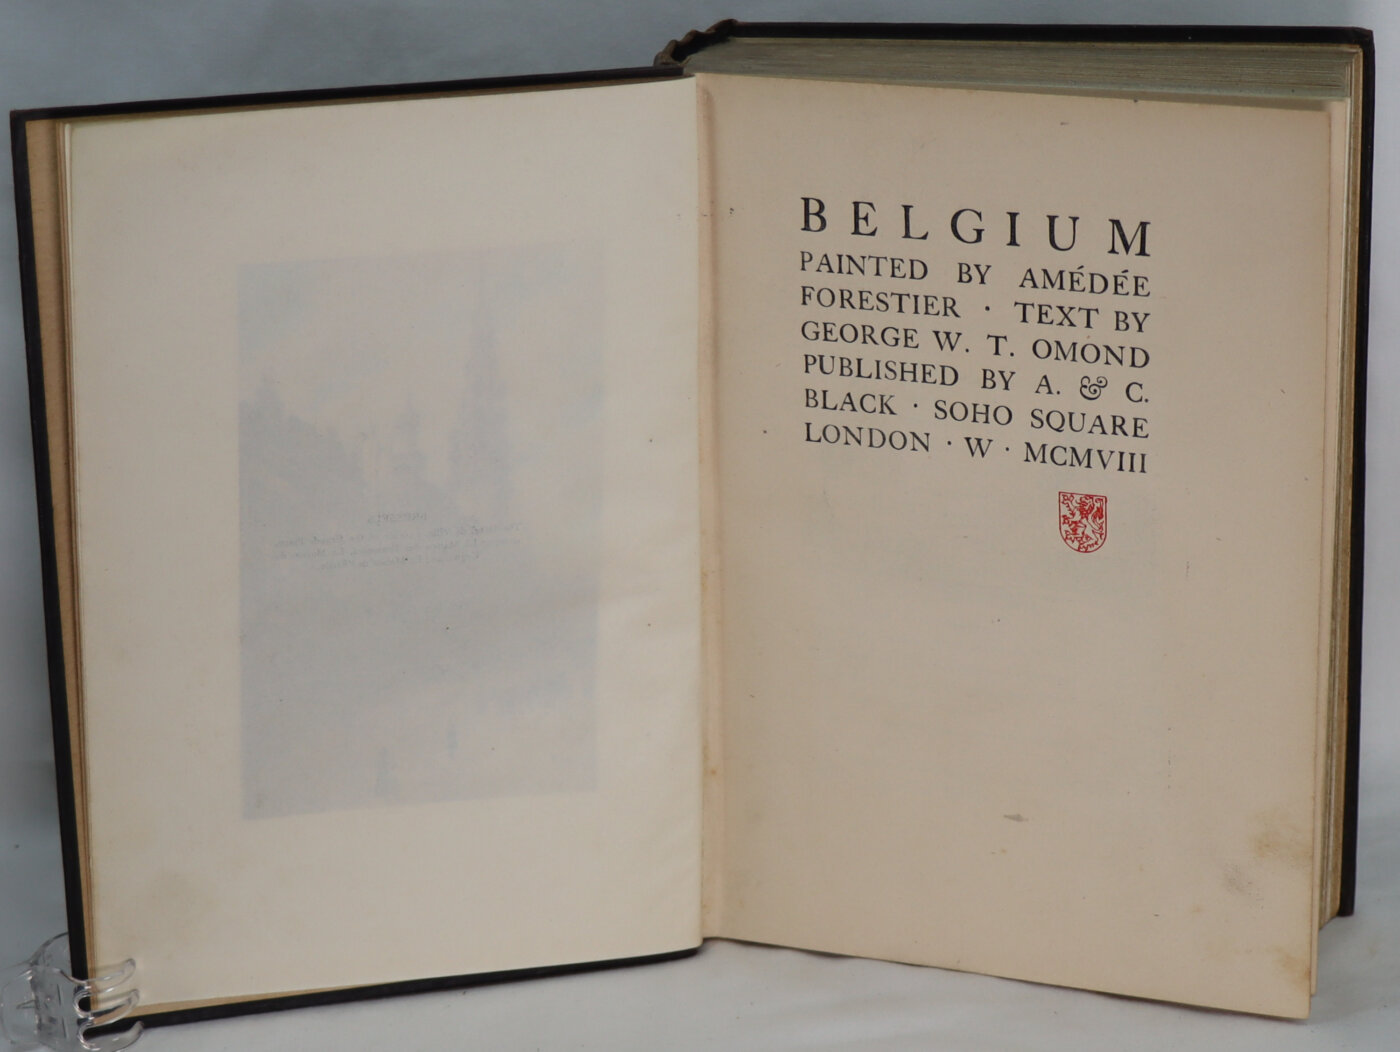 BELGIUM
PAINTED BY AMÉDÉE
FORESTIER · TEXT BY
GEORGE W. T. OMOND
PUBLISHED BY A. & C.
BLACK · SOHO SQUARE
LONDON · W · MCMVIII